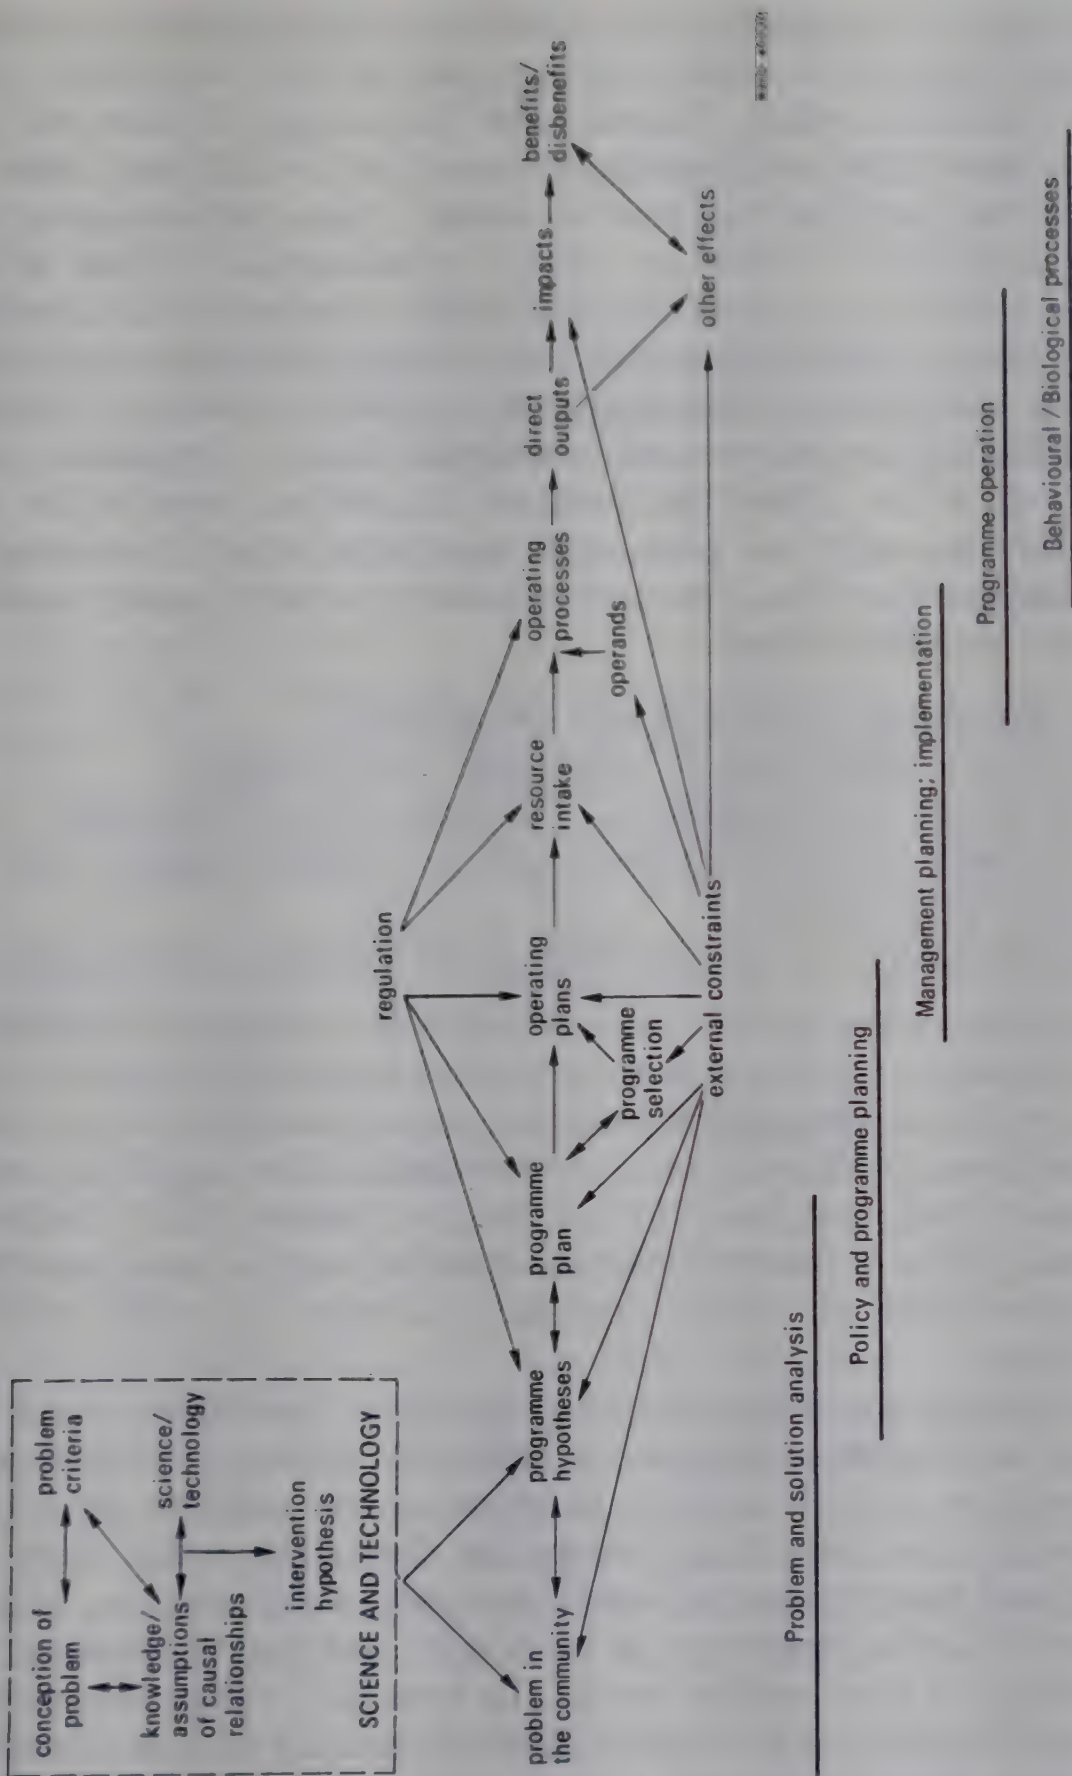 conception of
problem
problem
criteria
knowledge/
assumptions
of causal
relationships
science/
technology
intervention
hypothesis
SCIENCE AND TECHNOLOGY
regulation
problem in
the community
programme
hypotheses
programme
plan
operating
plans
resource
intake
operating
processes
direct
outputs
impacts
benefits/
disbenefits
programme
selection
operands
external constraints
other effects
Problem and solution analysis
Policy and programme planning
Management planning; implementation
Programme operation
Behavioural / Biological processes